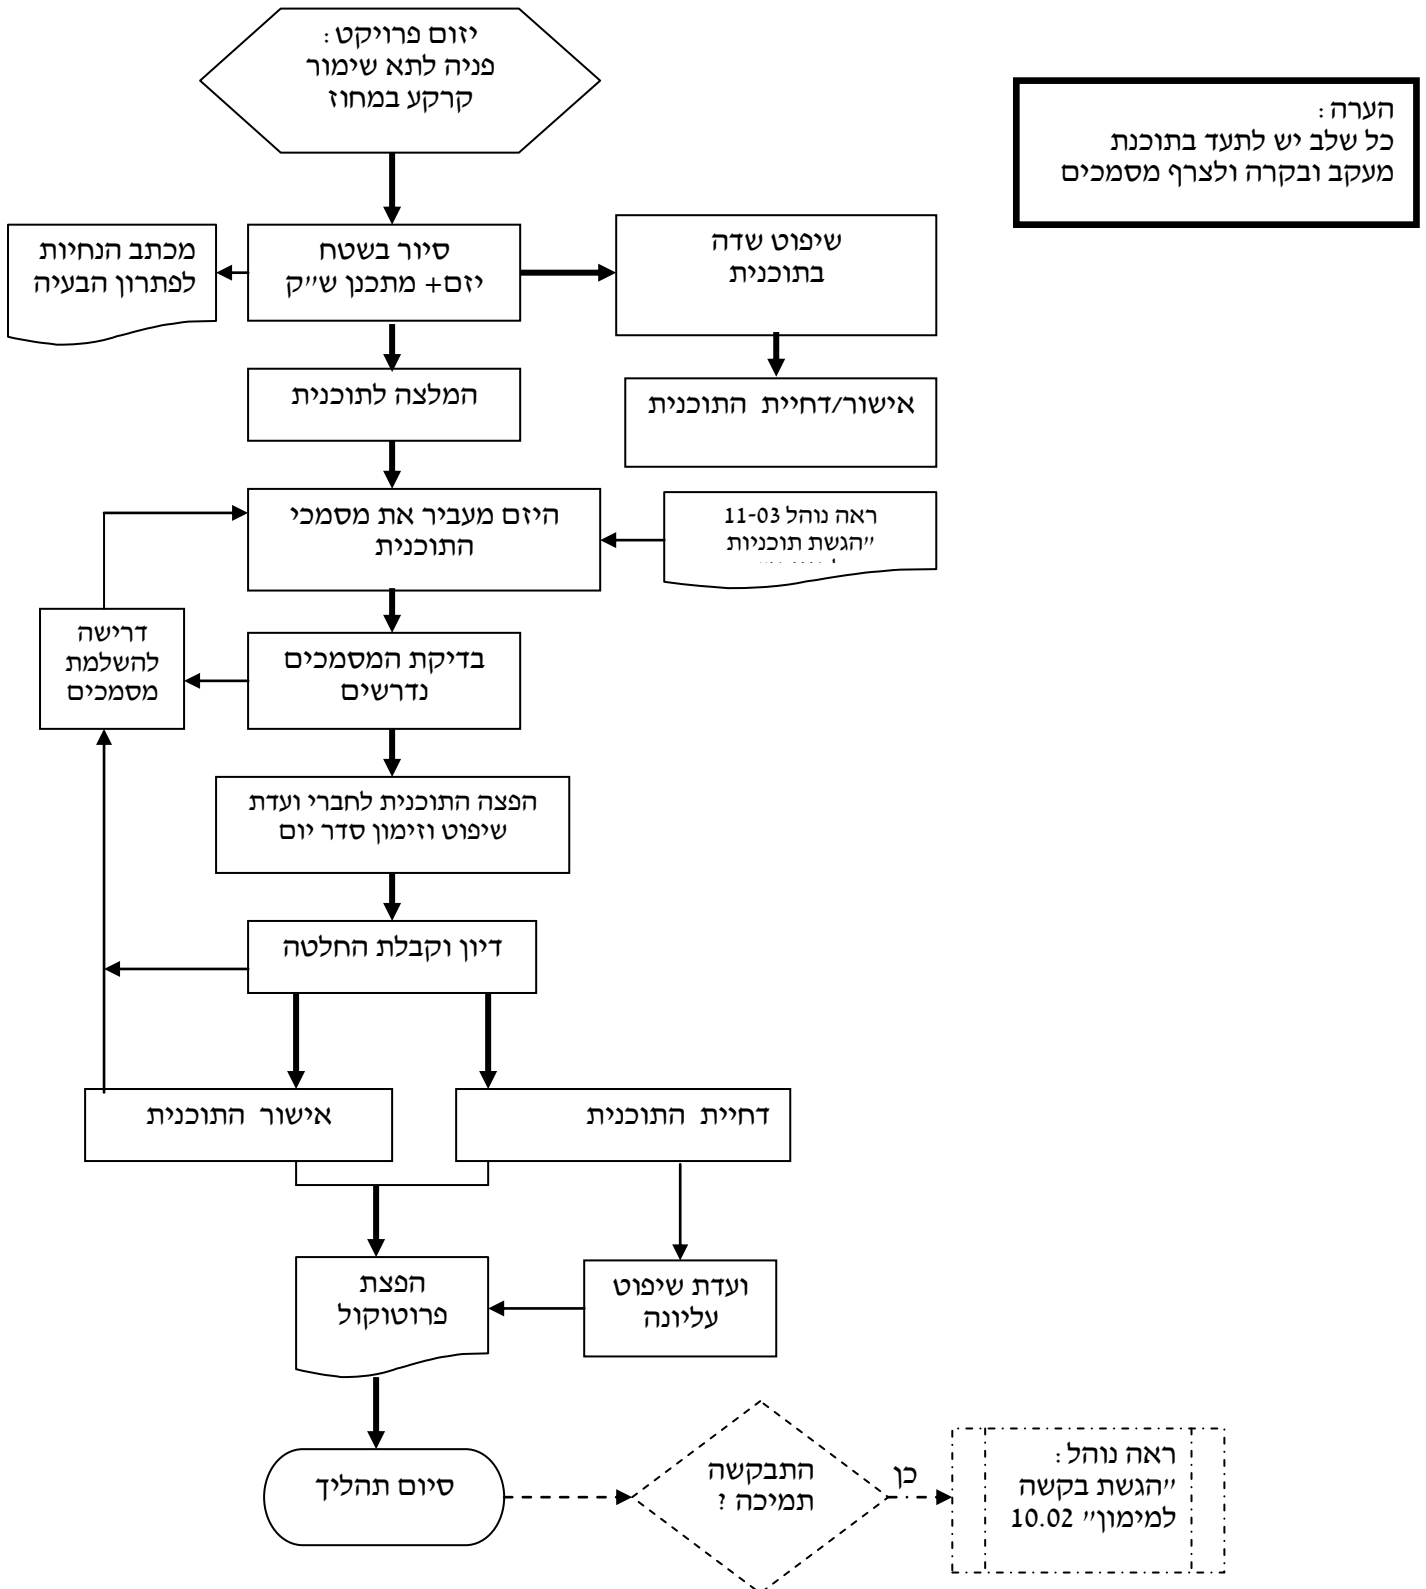 יזום פרויקט:
פניה לתא שימור
קרקע במחוז
הערה:
כל שלב יש לתעד בתוכנת
מעקב ובקרה ולצרף מסמכים
שיפוט שדה
בתוכנית
סיור בשטח
יזם+ מתכנן ש״ק
מכתב הנחיות
לפתרון הבעיה
אישור/דחיית התוכנית
המלצה לתוכנית
ראה נוהל 11-03
״הגשת תוכניות
היזם מעביר את מסמכי
התוכנית
בדיקת המסמכים
נדרשים
דרישה
להשלמת
מסמכים
הפצה התוכנית לחברי ועדת
שיפוט וזימון סדר יום
דיון וקבלת החלטה
דחיית התוכנית
אישור התוכנית
ועדת שיפוט
עליונה
הפצת
פרוטוקול
סיום תהליך
התבקשה
תמיכה ?
כן
ראה נוהל:
״הגשת בקשה
למימון״ 10.02